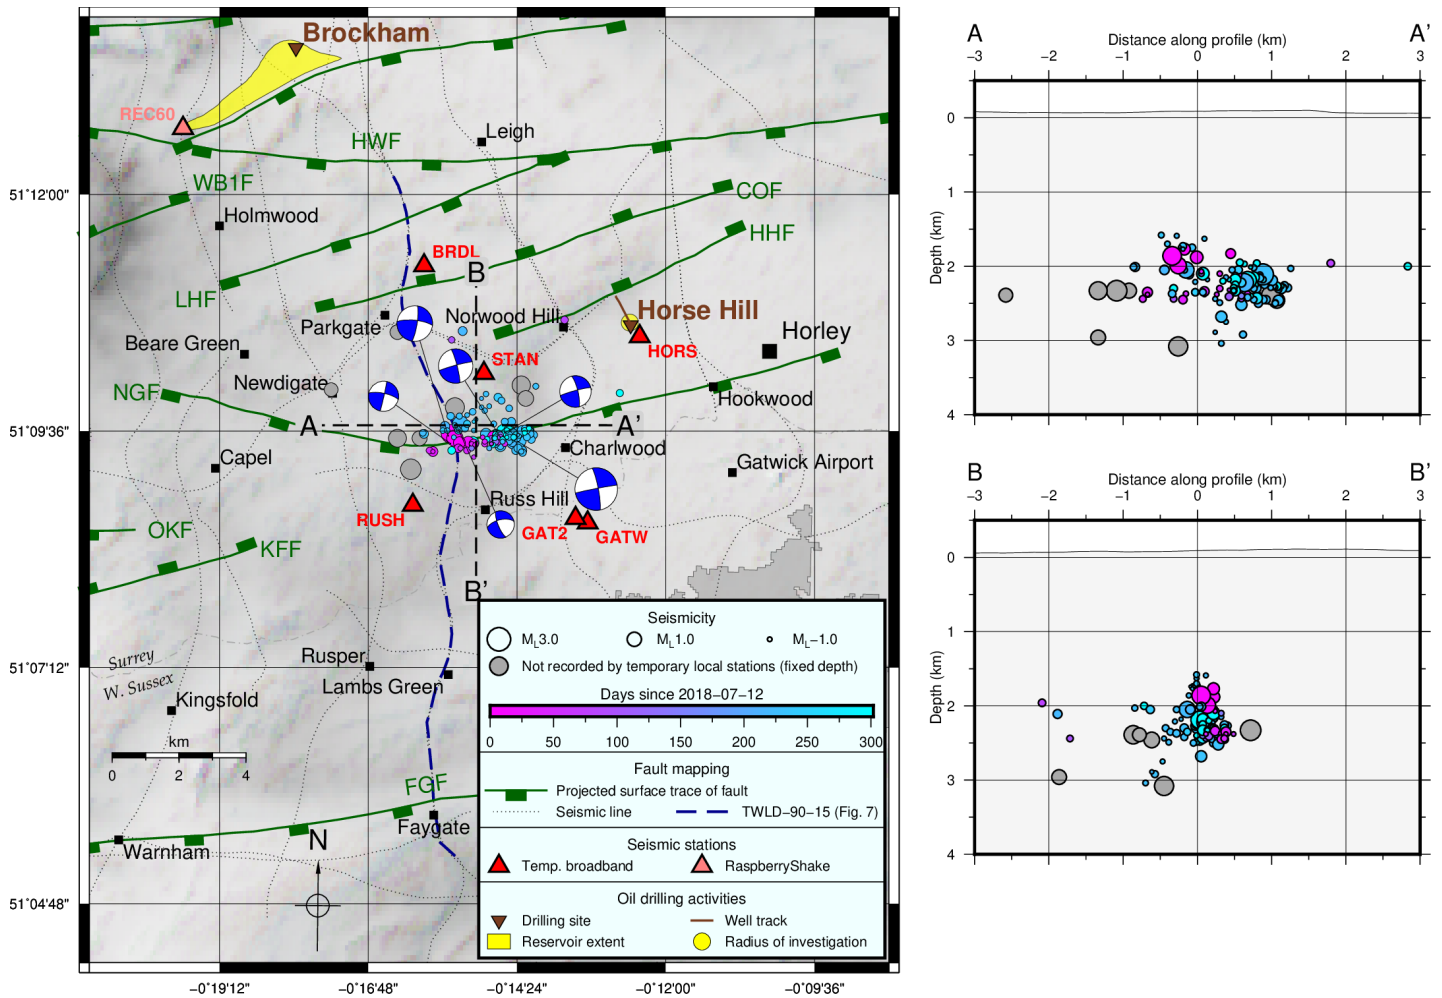 Brockham
REC60
HWF
Leigh
WB1F
COF
51°12'00"
Holmwood
HHF
BRDL
B
LHF
Horse Hill
Parkgate
Norwood Hill
Horley
Beare Green
STAN
HORS
Newdigate
NGF
Hookwood
A
A'
51°09'36"
Charlwood
Capel
Gatwick Airport
Russ Hill
RUSH
GAT2
GATW
OKF
KFF
B'
Surrey
W. Sussex
Rusper
51°07'12"
Lambs Green
Kingsfold
km
0 2 4
FGF
Faygate
Warnham
N
51°04'48"
−0°19'12" −0°16'48" −0°14'24" −0°12'00" −0°09'36"
Seismicity
ML3.0 ML1.0 ML−1.0
Not recorded by temporary local stations (fixed depth)
Days since 2018−07−12
0 50 100 150 200 250 300
Fault mapping
Projected surface trace of fault
Seismic line TWLD−90−15 (Fig. 7)
Seismic stations
Temp. broadband RaspberryShake
Oil drilling activities
Drilling site Well track
Reservoir extent Radius of investigation
A A'
Distance along profile (km)
−3 −2 −1 0 1 2 3
0
1
2
3
4
Depth (km)
B B'
Distance along profile (km)
−3 −2 −1 0 1 2 3
0
1
2
3
4
Depth (km)